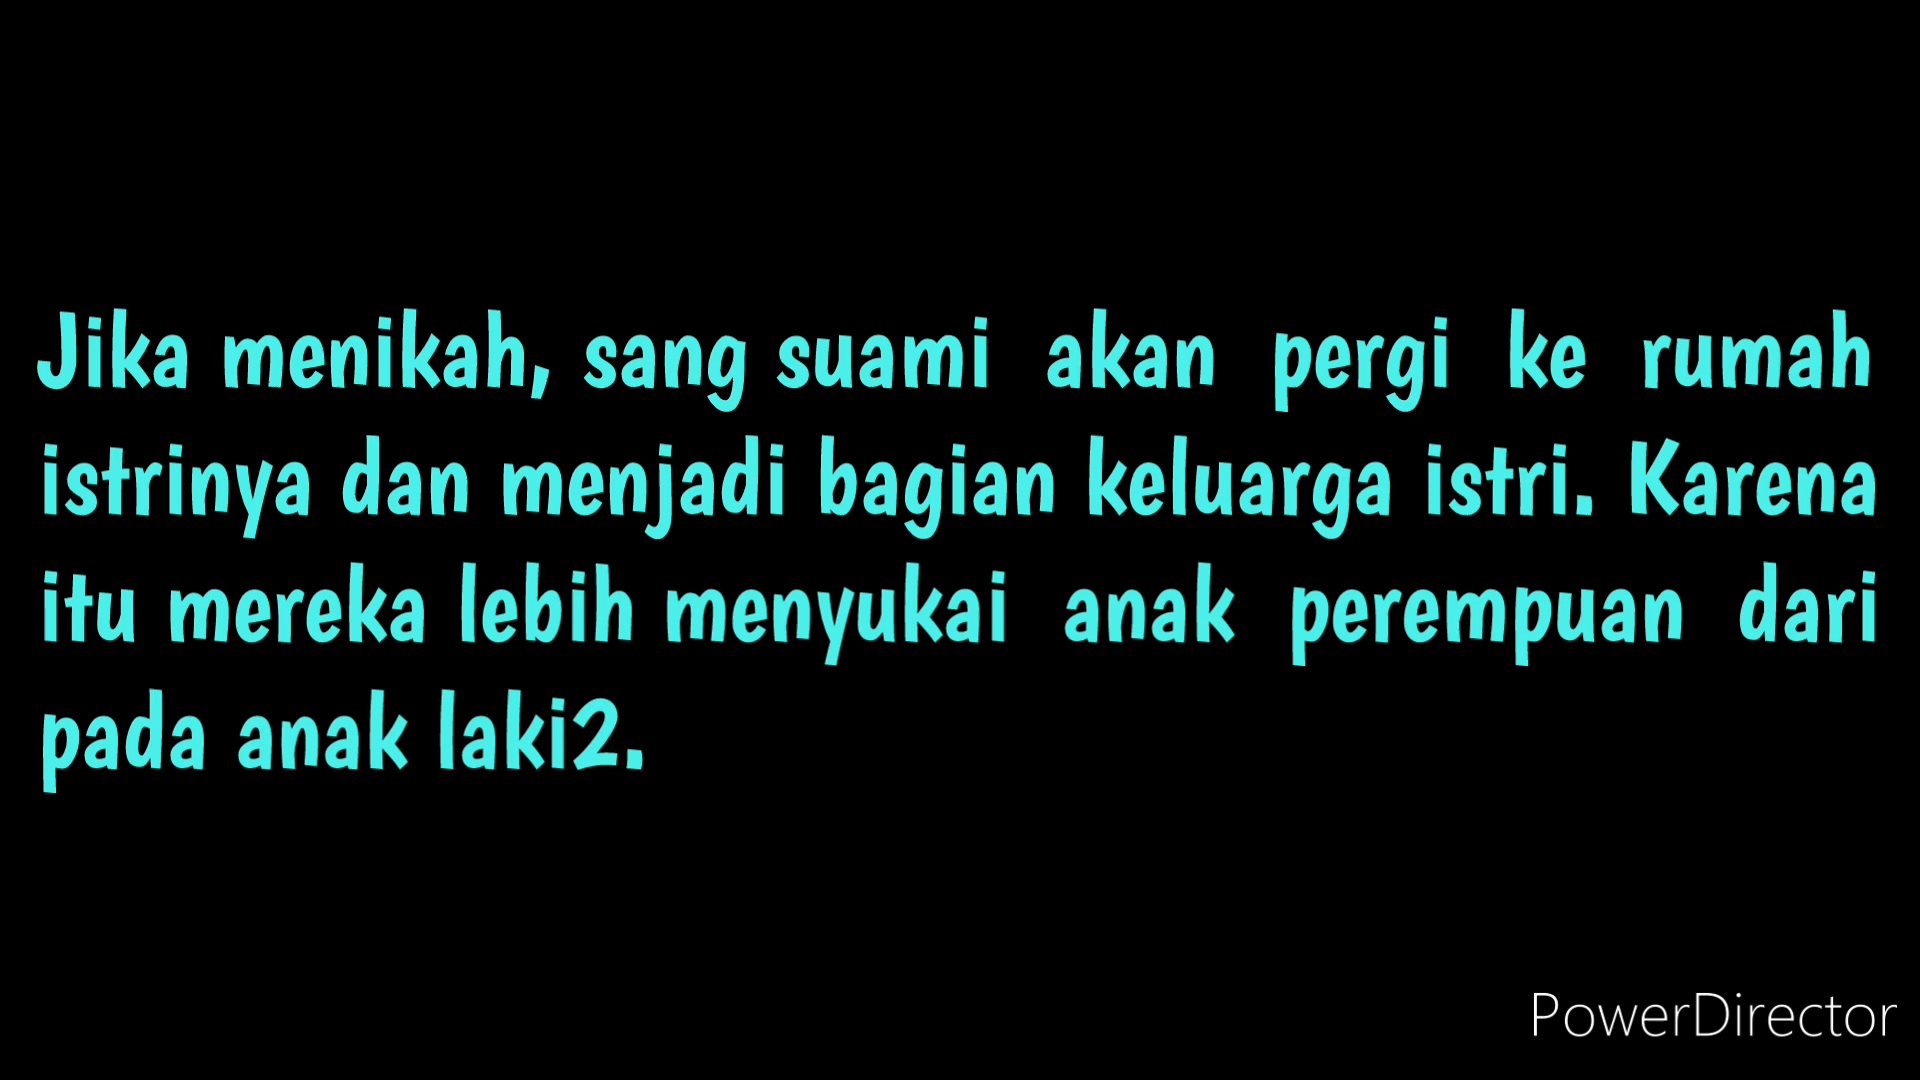 Jika menikah, sang suami akan pergi ke rumah
istrinya dan menjadi bagian keluarga istri. Karena
itu mereka lebih menyukai anak perempuan dari
pada anak laki2.
PowerDirector